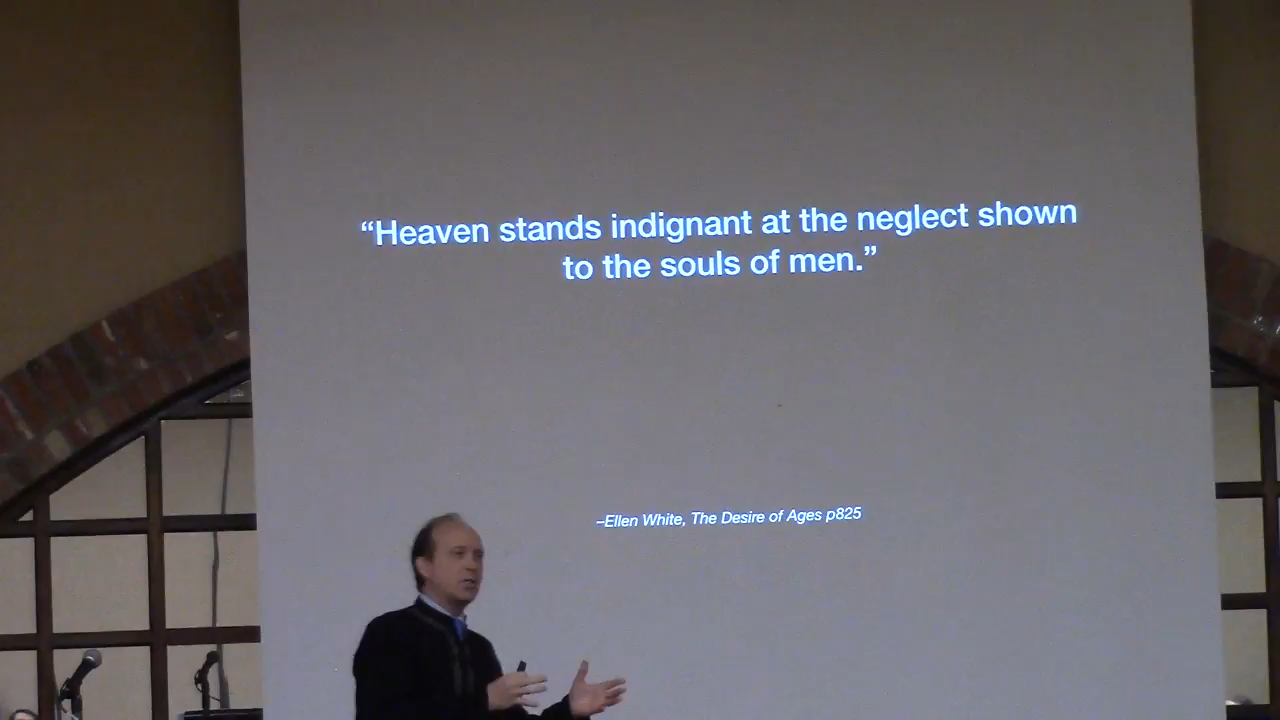 “Heaven stands indignant at the neglect shown
to the souls of men.”
–Ellen White, The Desire of Ages p825